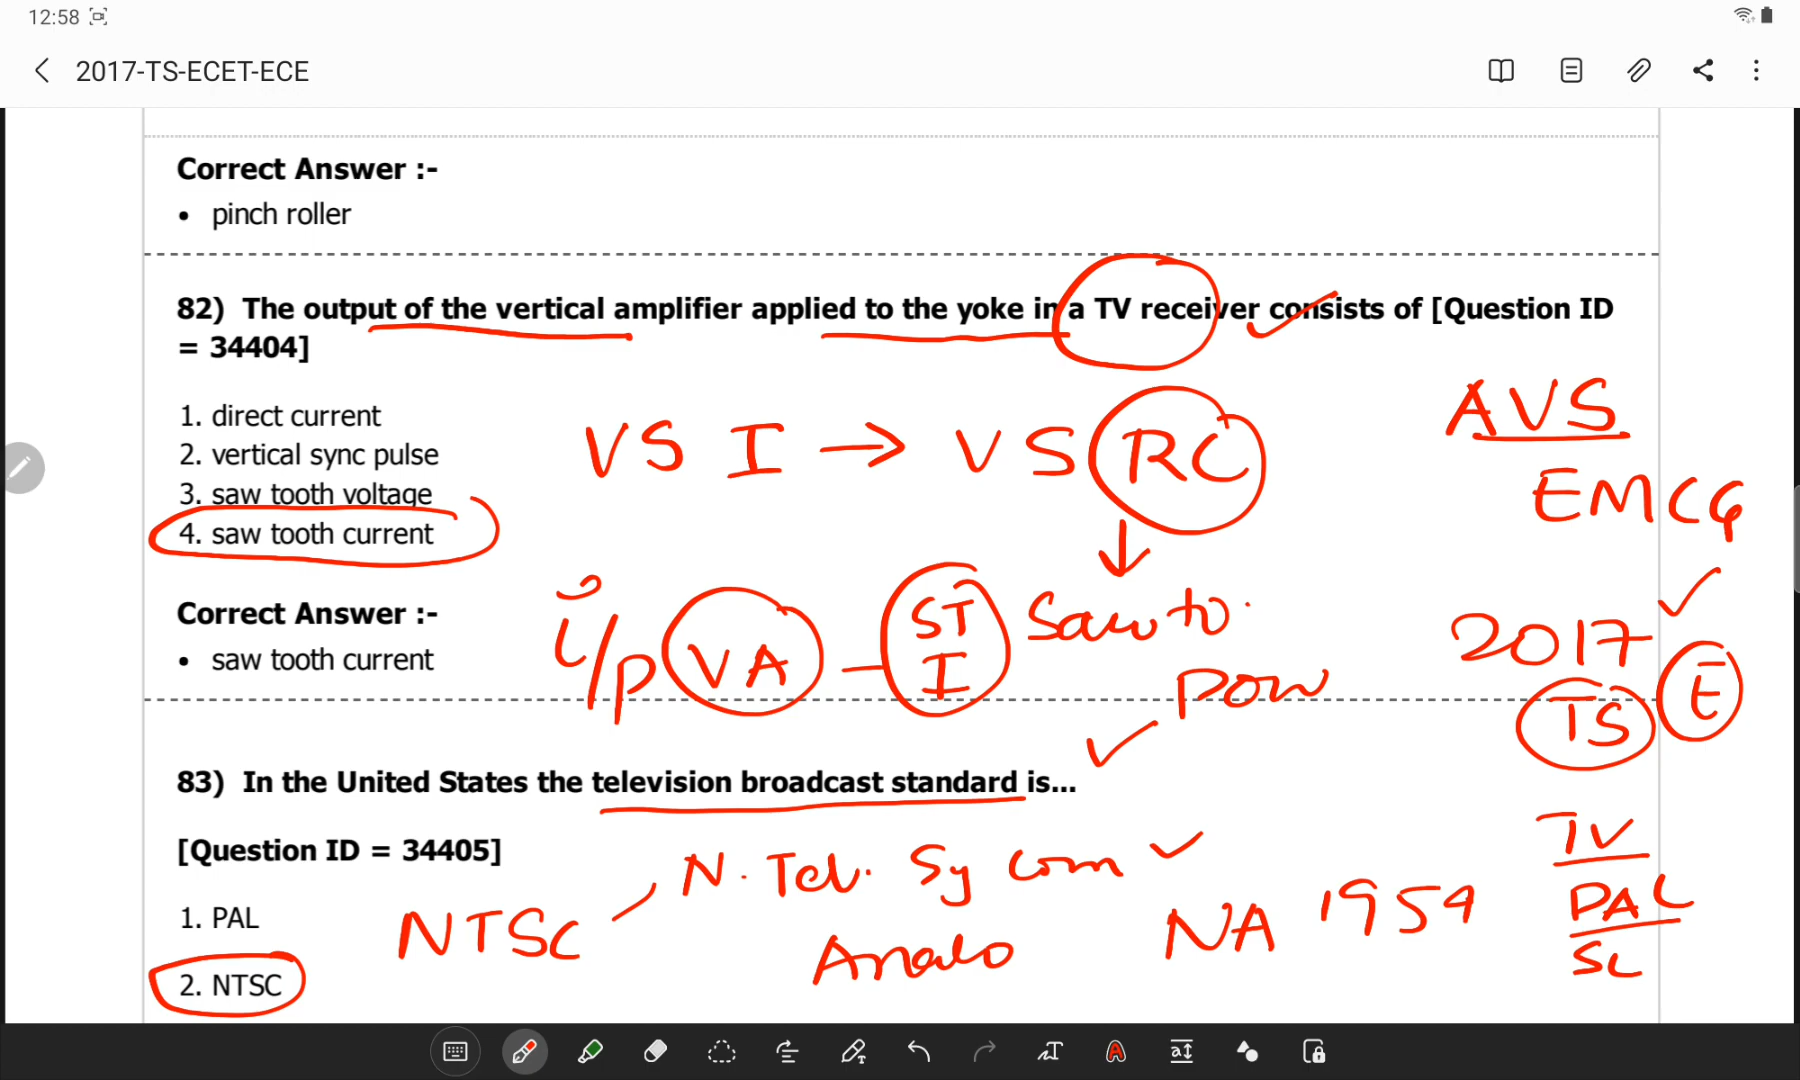 12:58
2017-TS-ECET-ECE
Correct Answer :-
• pinch roller
82) The output of the vertical amplifier applied to the yoke in a TV receiver consists of [Question ID
= 34404]
1. direct current
2. vertical sync pulse
3. saw tooth voltage
4. saw tooth current
VS I → VS RC
AVS
EMCQ
Correct Answer :-
• saw tooth current
i/p VA - ST I
Saw to.
Pow
2017
TS E
83) In the United States the television broadcast standard is...
[Question ID = 34405]
N. Tel. Sy com
TV
1. PAL
NTSC
Analo
NA 1954
PAL
SC
2. NTSC